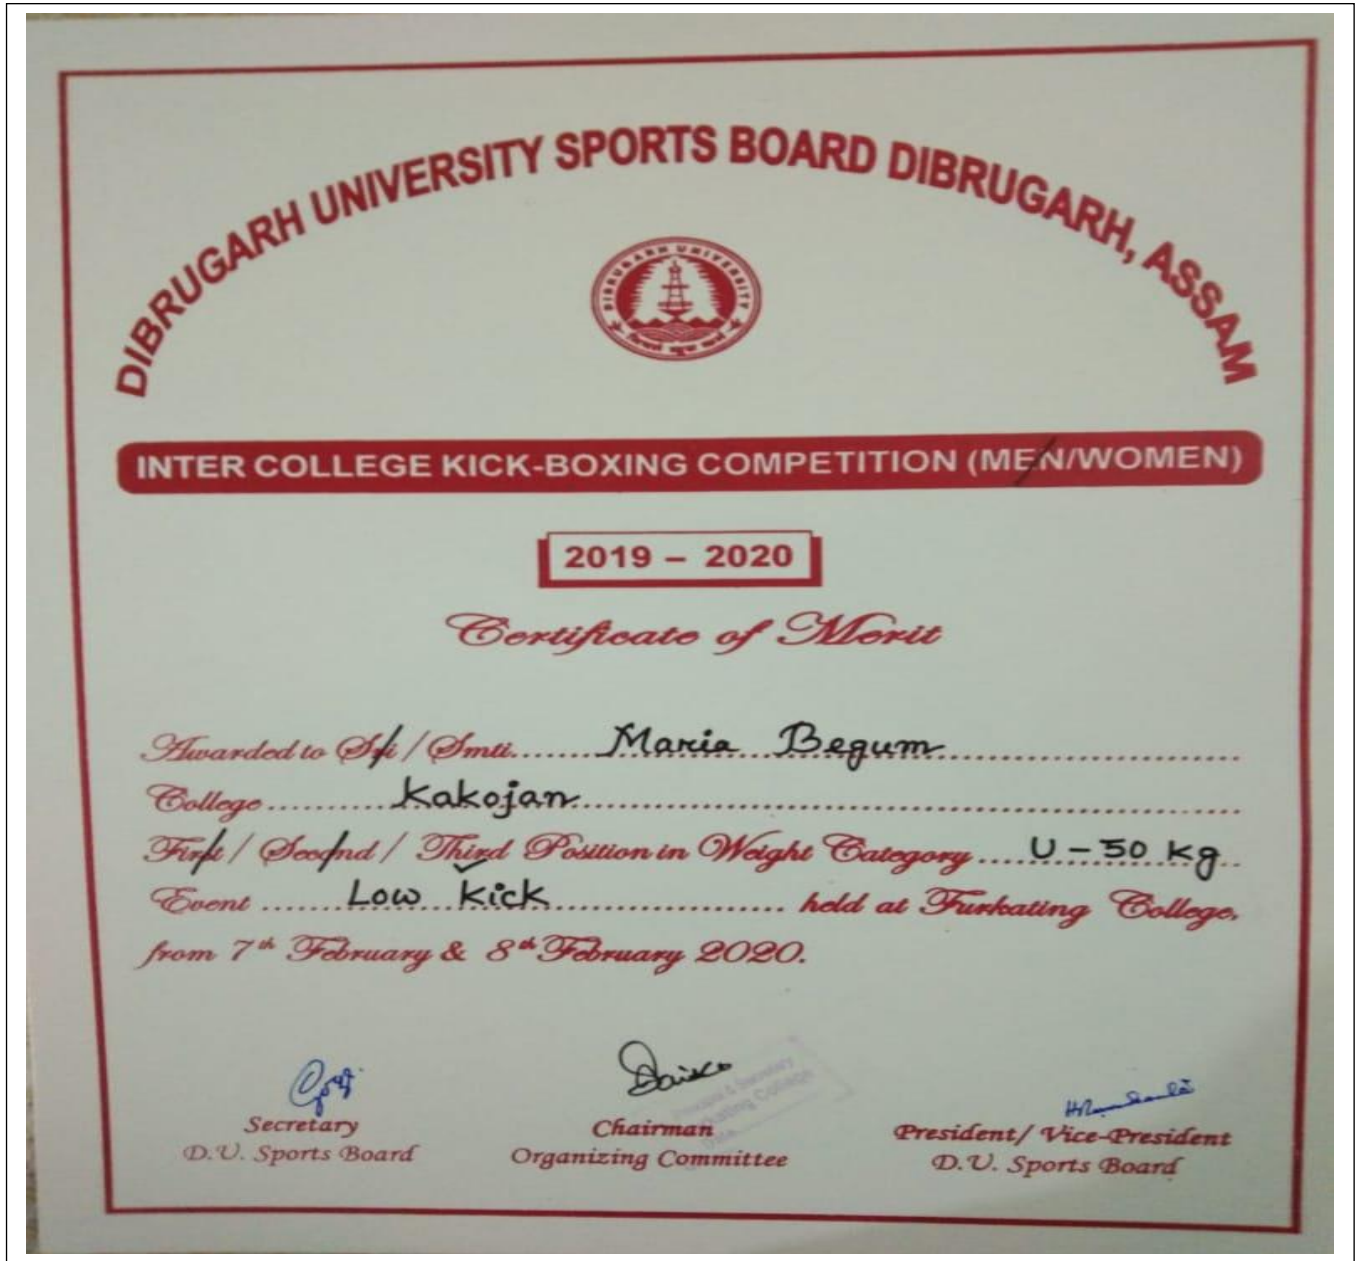 DIBRUGARH UNIVERSITY SPORTS BOARD DIBRUGARH, ASSAM
DIBRUGARH UNIVERSITY
INTER COLLEGE KICK-BOXING COMPETITION (MEN/WOMEN)
2019 – 2020
Certificate of Merit
Awarded to Sri / Smti. Maria Begum
College Kakojan
First / Second / Third Position in Weight Category U - 50 Kg
Event Low Kick held at Furkating College,
from 7th February & 8th February 2020.
Secretary Chairman President/ Vice-President
D.U. Sports Board Organizing Committee D.U. Sports Board